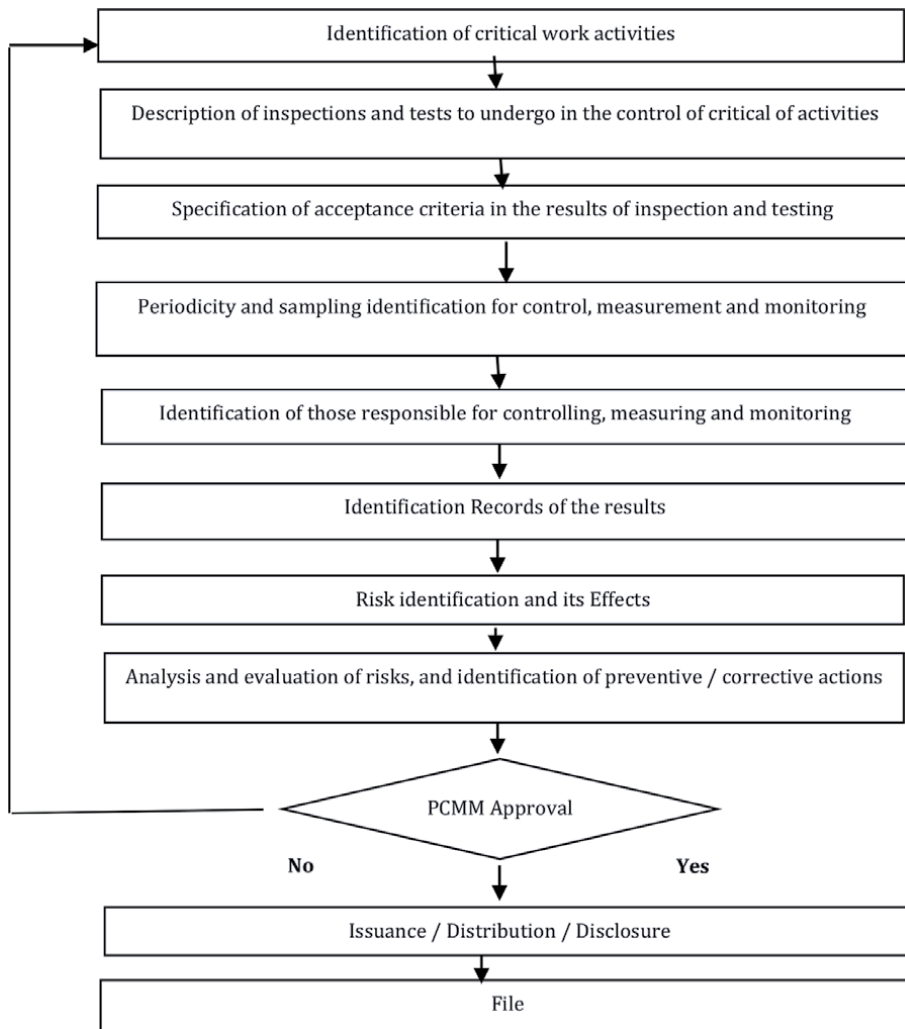 Identification of critical work activities
Description of inspections and tests to undergo in the control of critical of activities
Specification of acceptance criteria in the results of inspection and testing
Periodicity and sampling identification for control, measurement and monitoring
Identification of those responsible for controlling, measuring and monitoring
Identification Records of the results
Risk identification and its Effects
Analysis and evaluation of risks, and identification of preventive / corrective actions
PCMM Approval
No
Yes
Issuance / Distribution / Disclosure
File